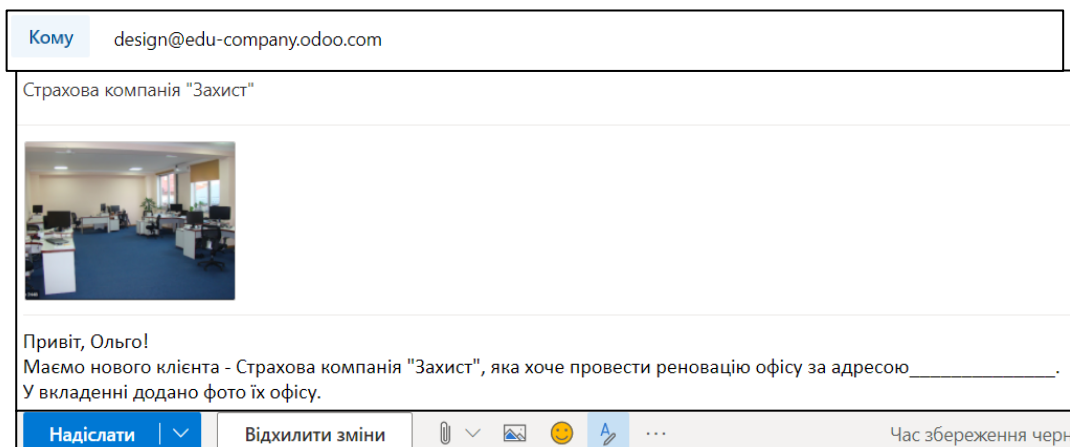 Кому design@edu-company.odoo.com
Страхова компанія "Захист"
Привіт, Ольго!
Маємо нового клієнта - Страхова компанія "Захист", яка хоче провести реновацію офісу за адресою______________.
У вкладенні додано фото їх офісу.
Надіслати Відхилити зміни ... Час збереження черн